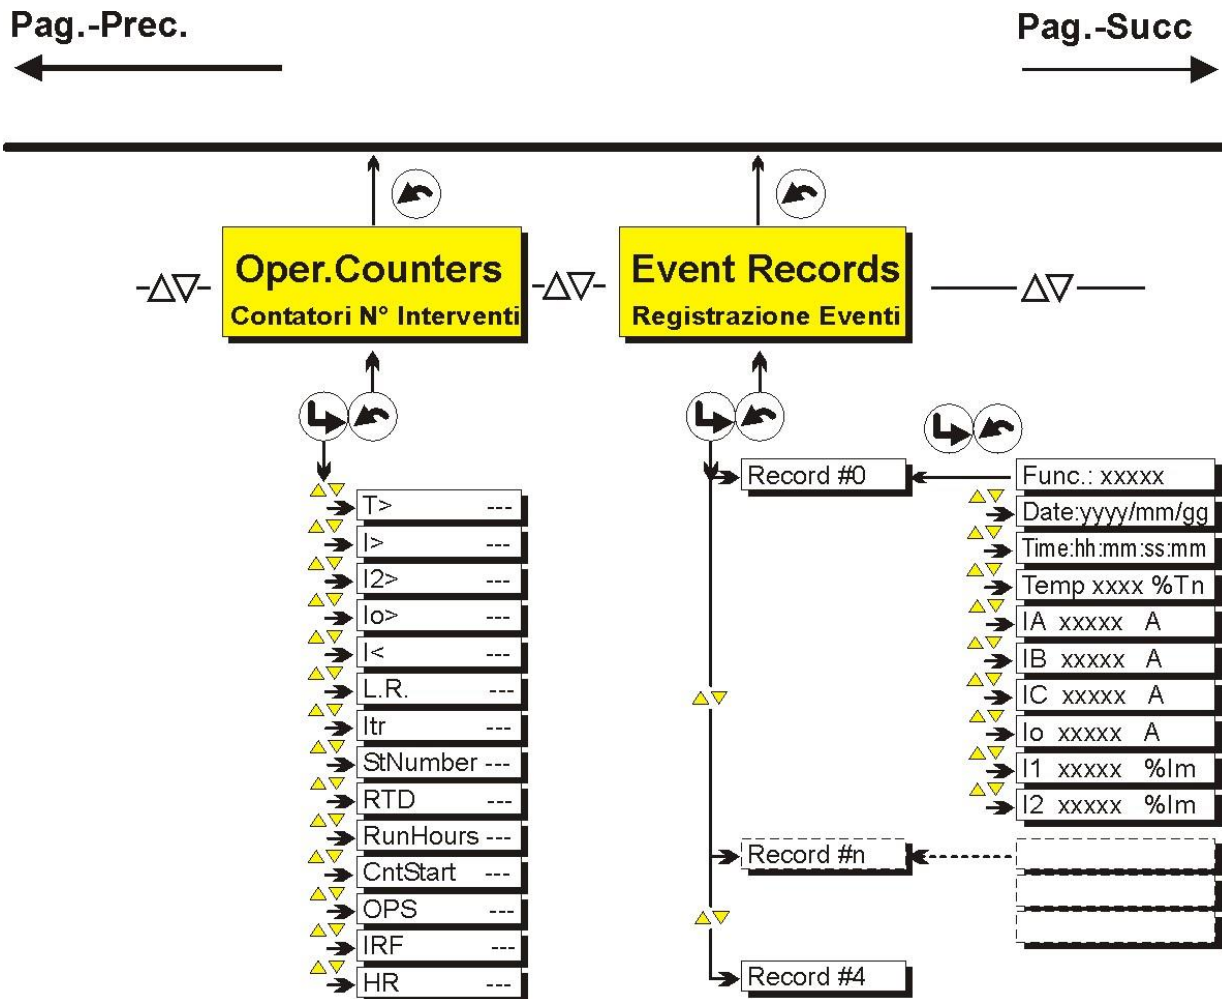 Pag.-Prec.
Pag.-Succ
Oper.Counters
Contatori N° Interventi
Event Records
Registrazione Eventi
T> ---
I> ---
I2> ---
Io> ---
I< ---
L.R. ---
Itr ---
StNumber ---
RTD ---
RunHours ---
CntStart ---
OPS ---
IRF ---
HR ---
Record #0
Record #n
Record #4
Func.: xxxxx
Date:yyyy/mm/gg
Time:hh:mm:ss:mm
Temp xxxx %Tn
IA xxxxx A
IB xxxxx A
IC xxxxx A
Io xxxxx A
I1 xxxxx %Im
I2 xxxxx %Im